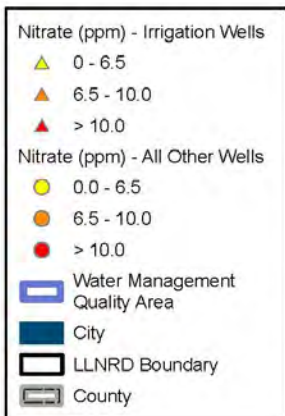 Nitrate (ppm) - Irrigation Wells
0 - 6.5
6.5 - 10.0
> 10.0
Nitrate (ppm) - All Other Wells
0.0 - 6.5
6.5 - 10.0
> 10.0
Water Management
Quality Area
City
LLNRD Boundary
County